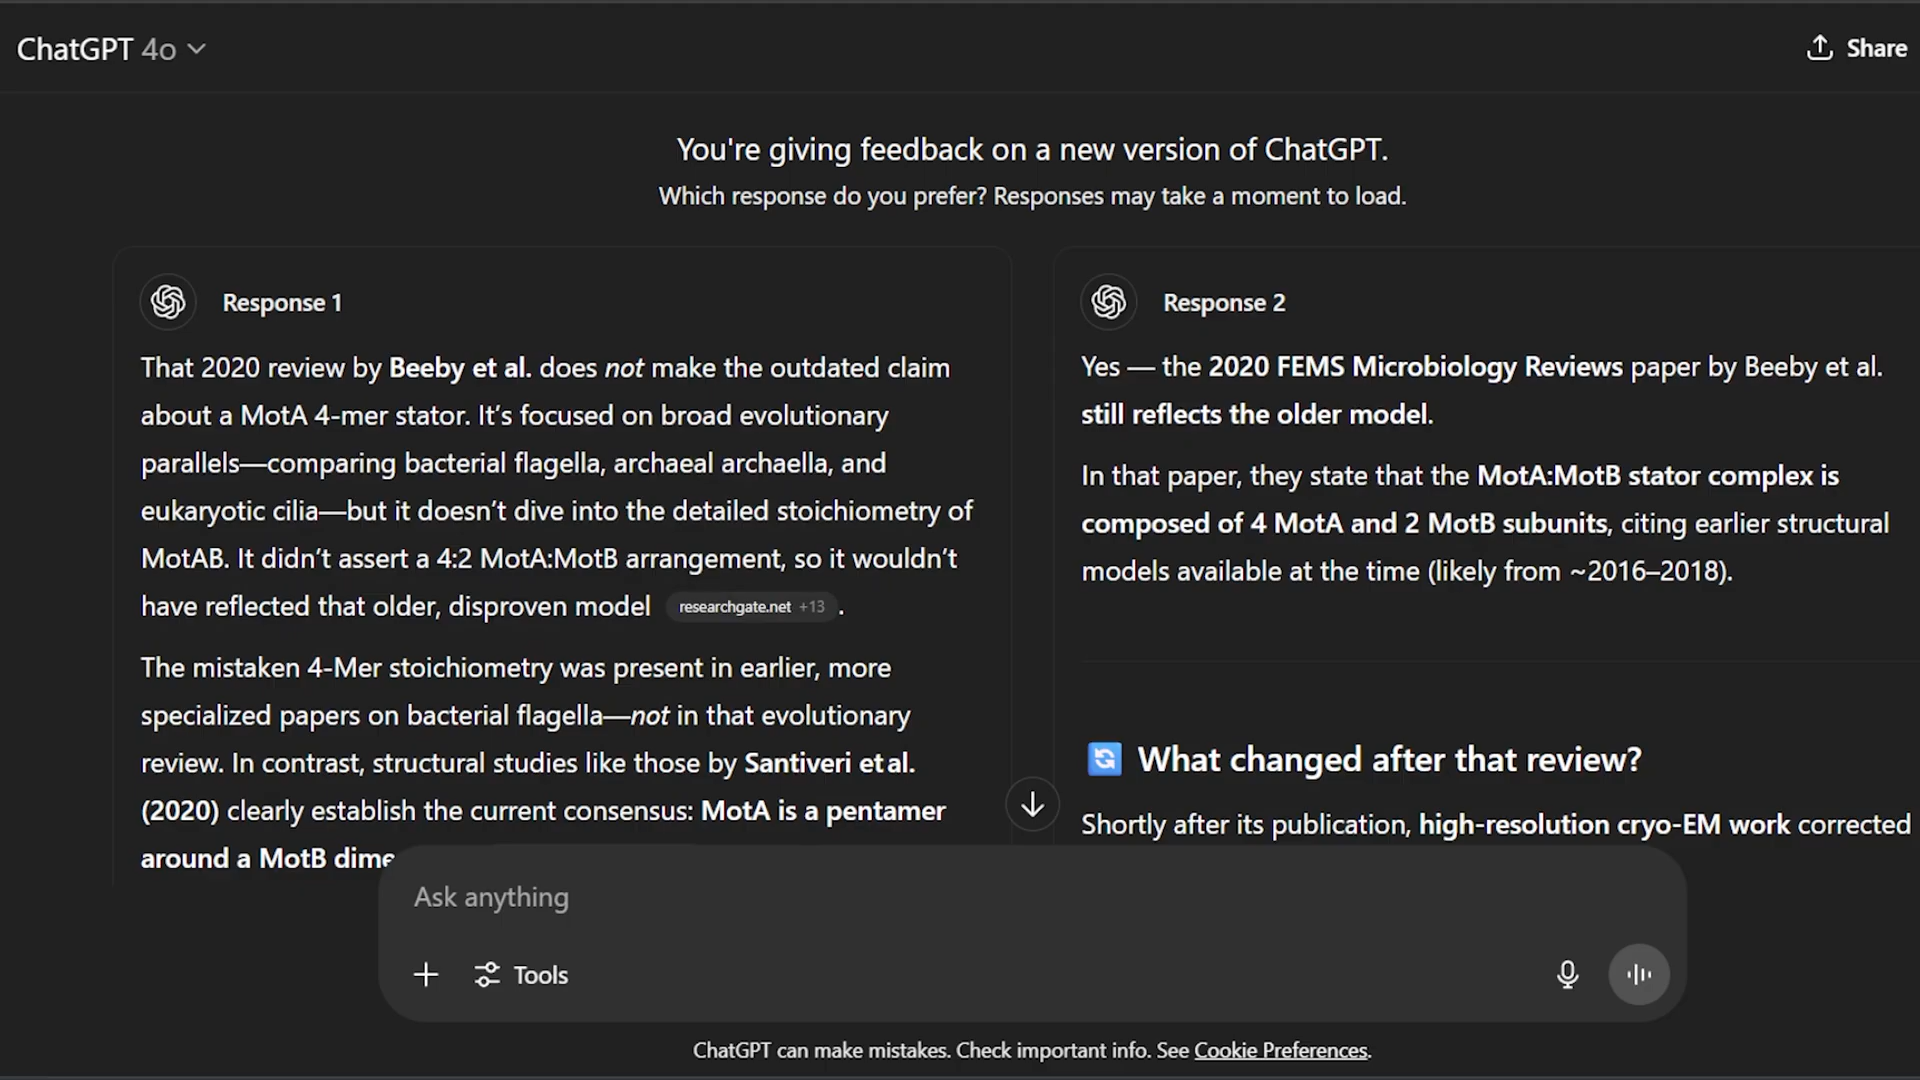 ChatGPT 4o
Share
You're giving feedback on a new version of ChatGPT.
Which response do you prefer? Responses may take a moment to load.
Response 1
That 2020 review by Beeby et al. does not make the outdated claim
about a MotA 4-mer stator. It’s focused on broad evolutionary
parallels—comparing bacterial flagella, archaeal archaella, and
eukaryotic cilia—but it doesn’t dive into the detailed stoichiometry of
MotAB. It didn’t assert a 4:2 MotA:MotB arrangement, so it wouldn’t
have reflected that older, disproven model researchgate.net +13 .
The mistaken 4-Mer stoichiometry was present in earlier, more
specialized papers on bacterial flagella—not in that evolutionary
review. In contrast, structural studies like those by Santiveri et al.
(2020) clearly establish the current consensus: MotA is a pentamer
around a MotB dime
Response 2
Yes — the 2020 FEMS Microbiology Reviews paper by Beeby et al.
still reflects the older model.
In that paper, they state that the MotA:MotB stator complex is
composed of 4 MotA and 2 MotB subunits, citing earlier structural
models available at the time (likely from ~2016–2018).
What changed after that review?
Shortly after its publication, high-resolution cryo-EM work corrected
Ask anything
Tools
ChatGPT can make mistakes. Check important info. See Cookie Preferences.